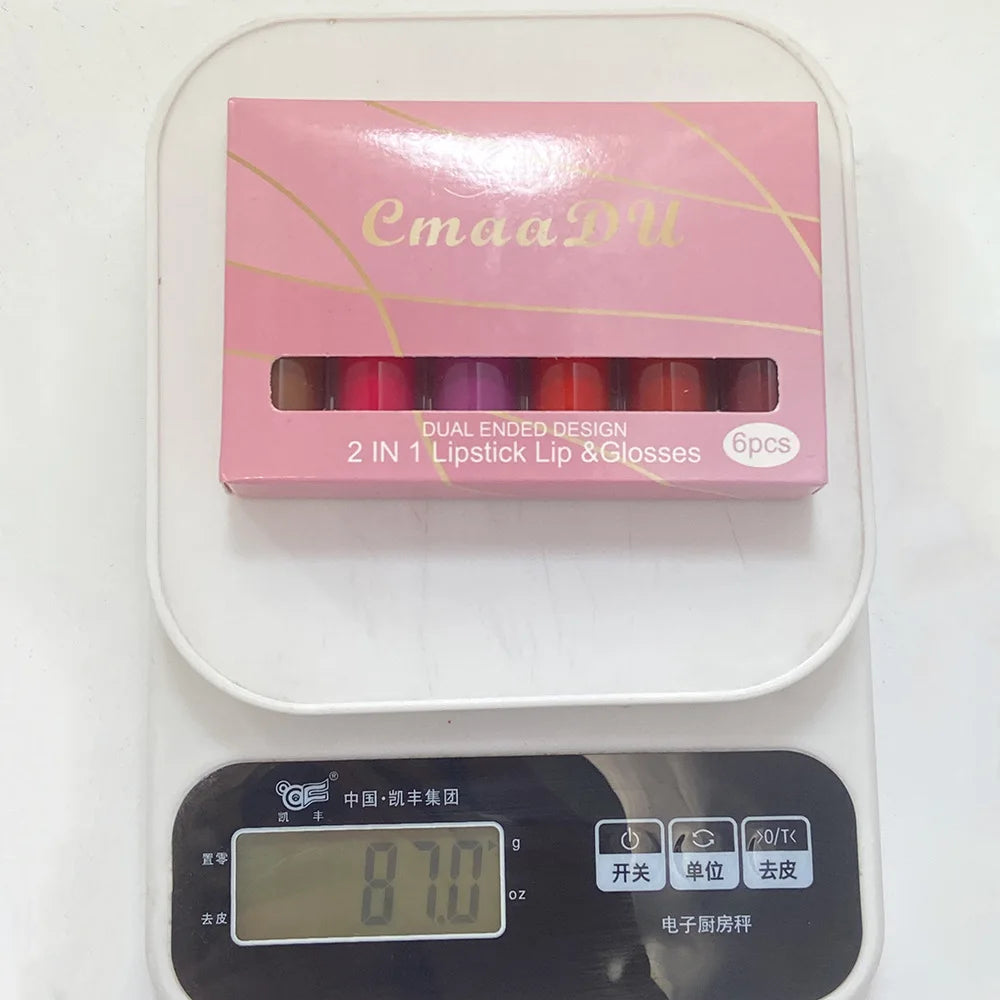 CmaaDU
DUAL ENDED DESIGN
2 IN 1 Lipstick Lip &Glosses
6pcs
®
凯 丰
中国·凯丰集团
置零
去皮
87.0
g
oz
开关
单位
>0/T<
去皮
电子厨房秤